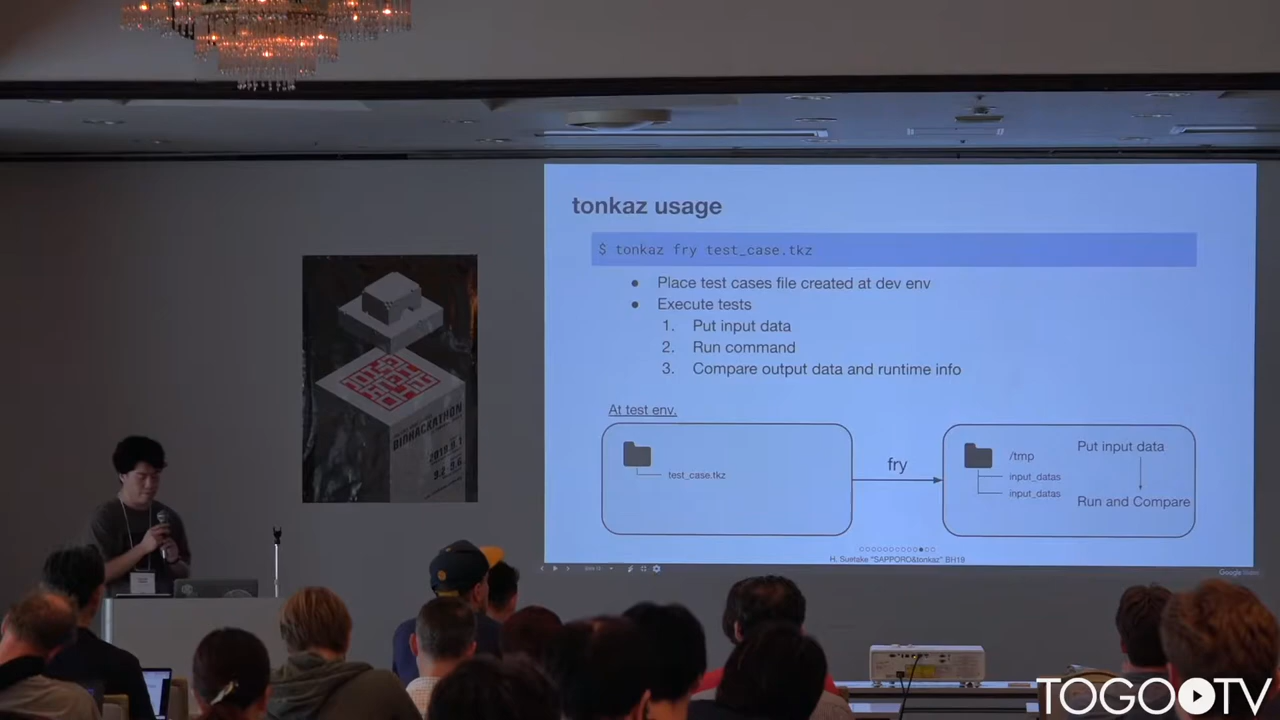 tonkaz usage
$ tonkaz fry test_case.tkz
● Place test cases file created at dev env
● Execute tests
1. Put input data
2. Run command
3. Compare output data and runtime info
At test env.
test_case.tkz
fry
/tmp
input_datas
input_datas
Put input data
Run and Compare
H. Suetake "SAPPORO&tonkaz" BH19
BIOHACKATHON
TOGOTV